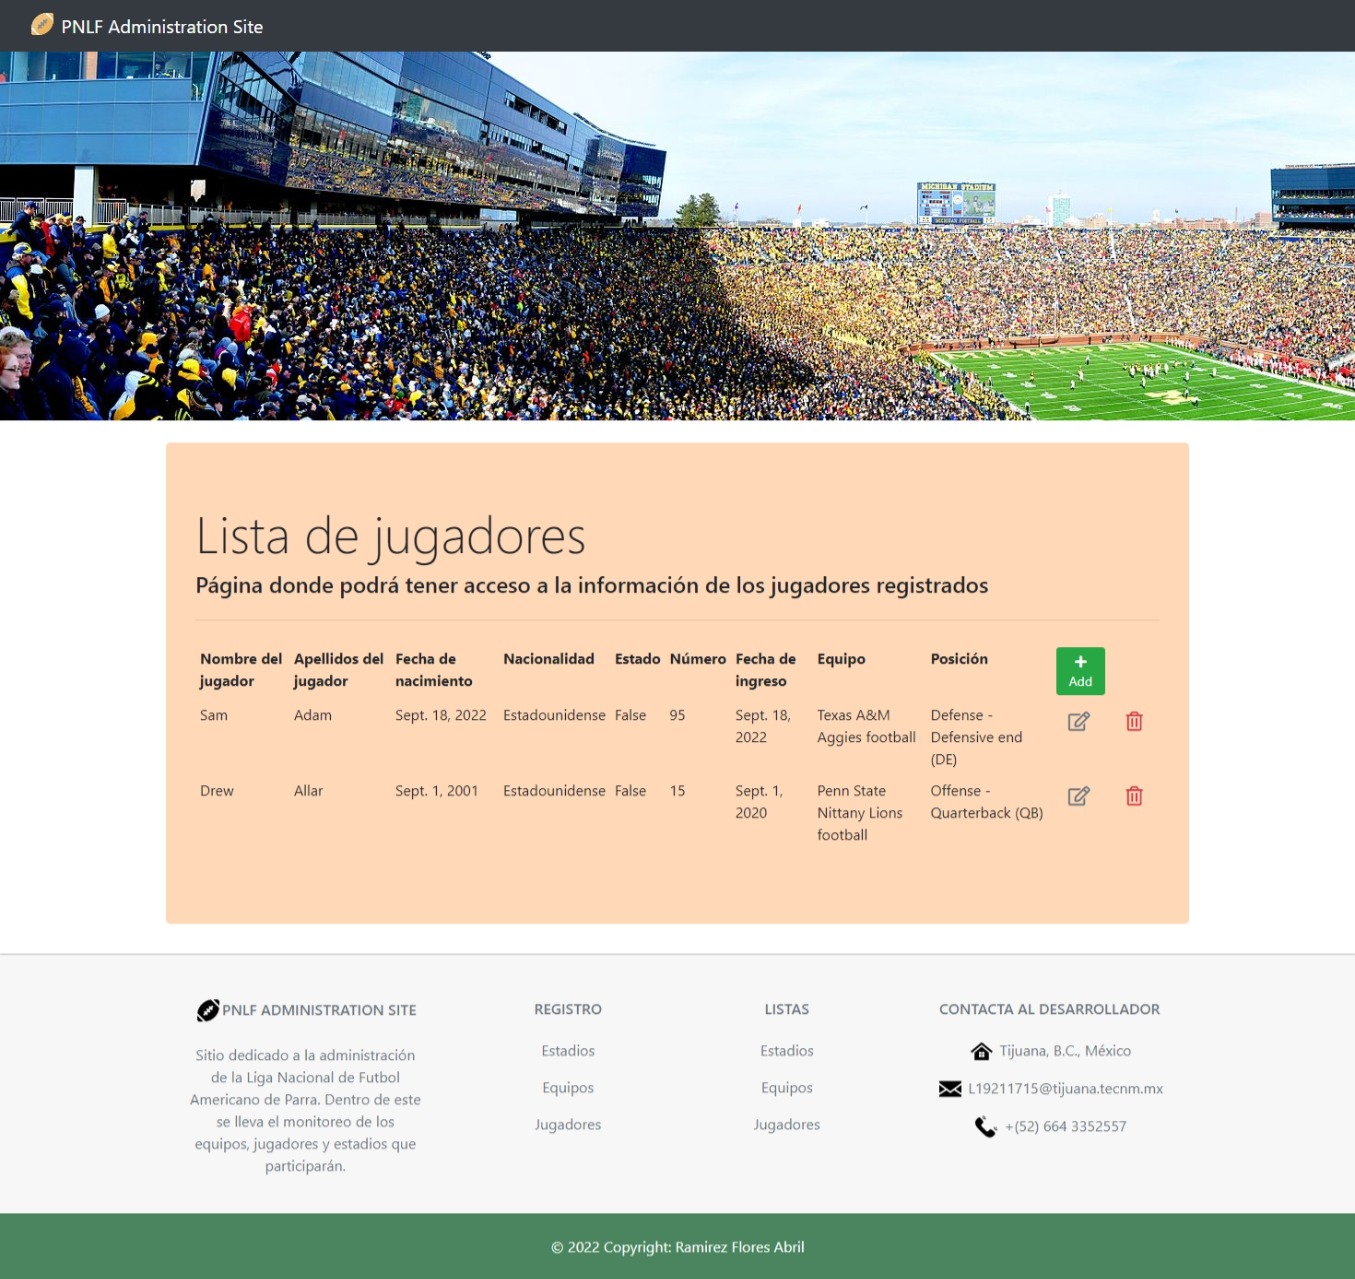 PNLF Administration Site
MICHIGAN STADIUM
Lista de jugadores
Página donde podrá tener acceso a la información de los jugadores registrados
Nombre del jugador Apellidos del jugador Fecha de nacimiento Nacionalidad Estado Número Fecha de ingreso Equipo Posición Add
Sam Adam Sept. 18, 2022 Estadounidense False 95 Sept. 18, 2022 Texas A&M Aggies football Defense - Defensive end (DE)
Drew Allar Sept. 1, 2001 Estadounidense False 15 Sept. 1, 2020 Penn State Nittany Lions football Offense - Quarterback (QB)
PNLF ADMINISTRATION SITE
Sitio dedicado a la administración
de la Liga Nacional de Futbol
Americano de Parra. Dentro de este
se lleva el monitoreo de los
equipos, jugadores y estadios que
participarán.
REGISTRO
Estadios
Equipos
Jugadores
LISTAS
Estadios
Equipos
Jugadores
CONTACTA AL DESARROLLADOR
Tijuana, B.C., México
L19211715@tijuana.tecnm.mx
+(52) 664 3352557
© 2022 Copyright: Ramirez Flores Abril